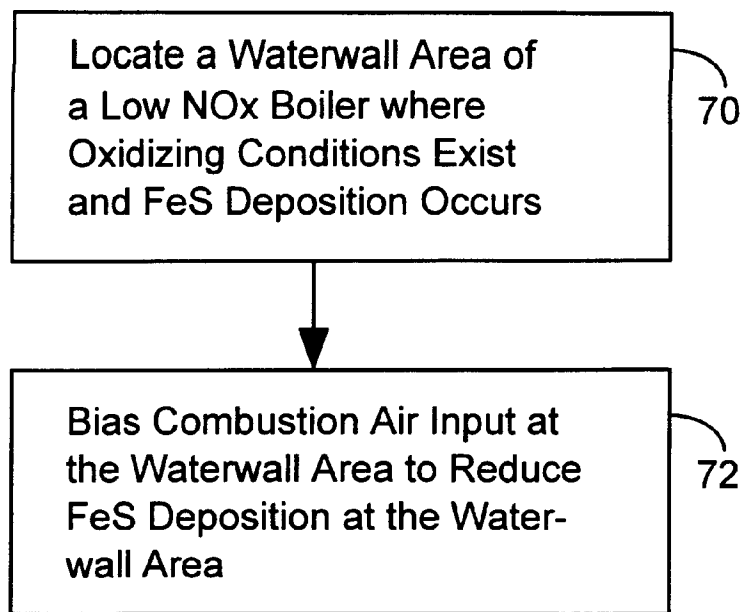 Locate a Waterwall Area of
a Low NOx Boiler where
Oxidizing Conditions Exist
and FeS Deposition Occurs
70
Bias Combustion Air Input at
the Waterwall Area to Reduce
FeS Deposition at the Water-
wall Area
72